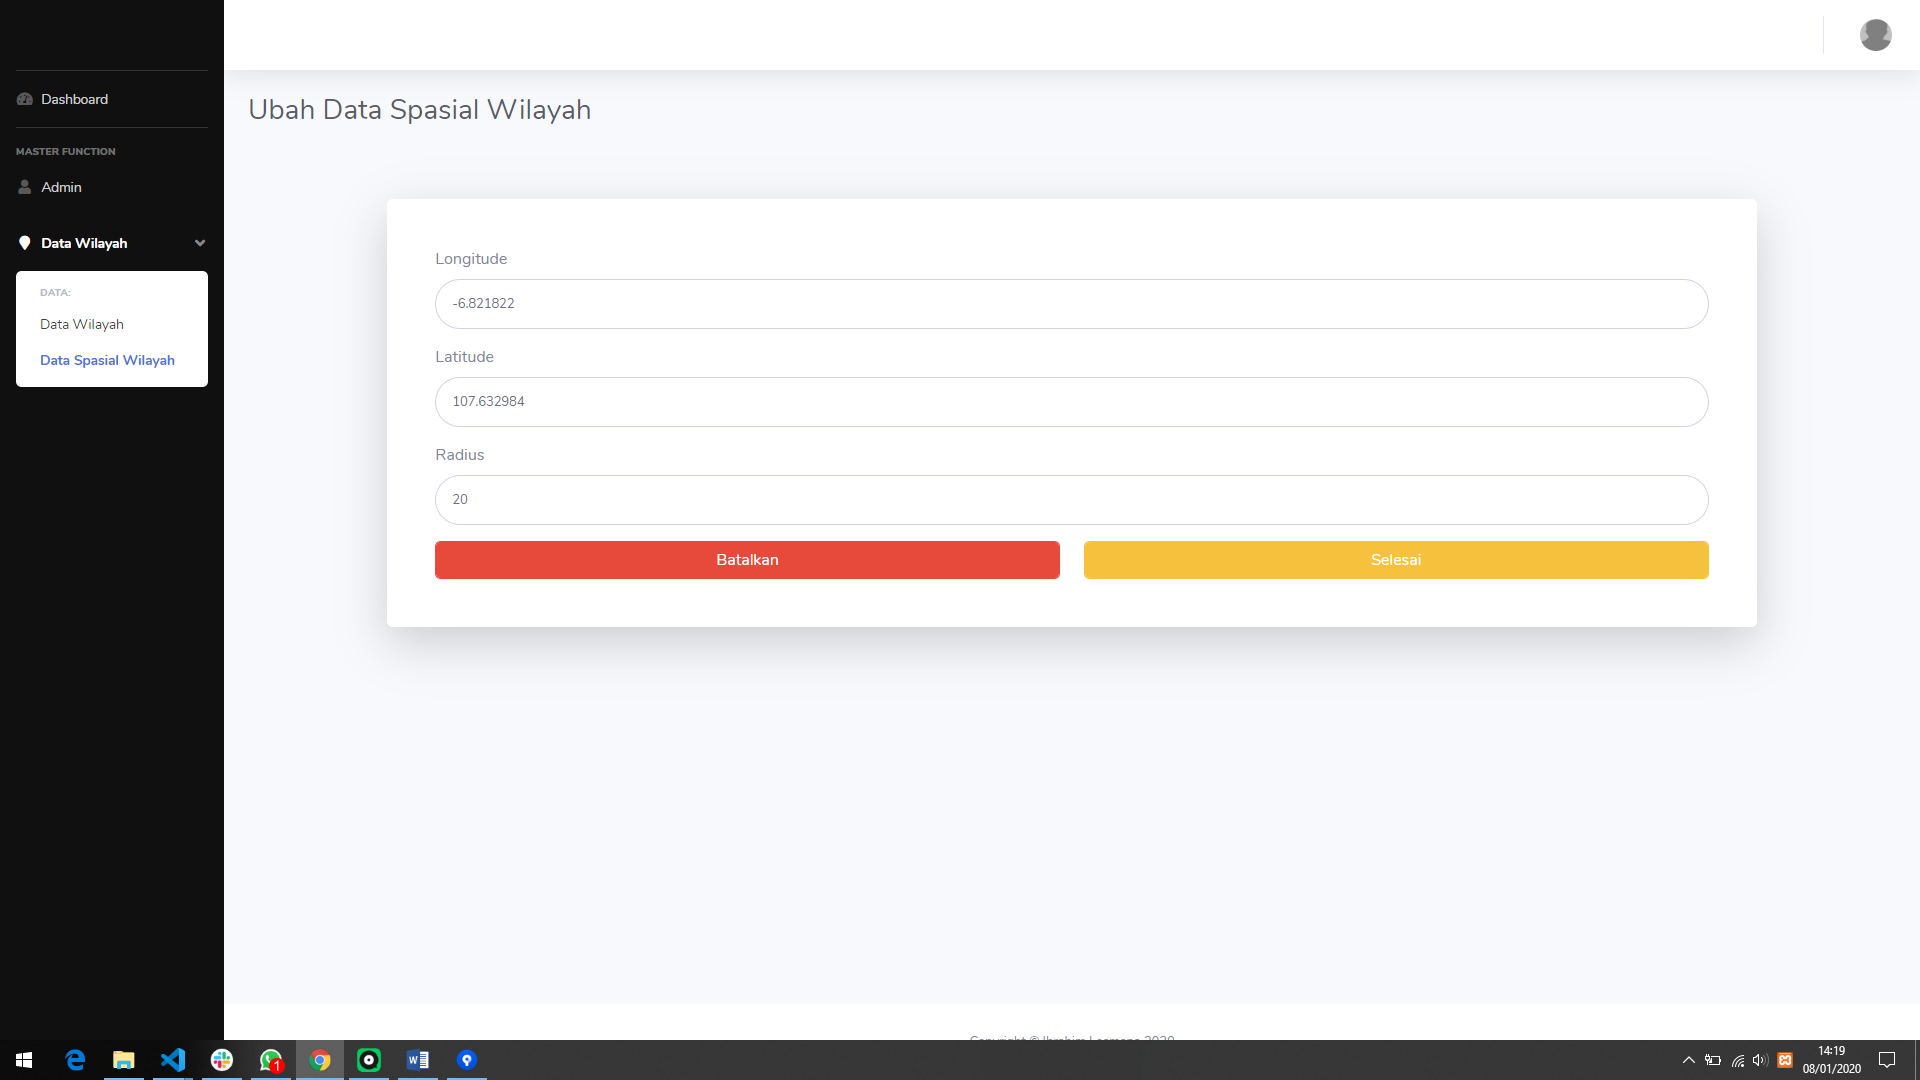 Dashboard
MASTER FUNCTION
Admin
Data Wilayah
DATA:
Data Wilayah
Data Spasial Wilayah
Ubah Data Spasial Wilayah
Longitude
-6.821822
Latitude
107.632984
Radius
20
Batalkan
Selesai
1
14:19
08/01/2020